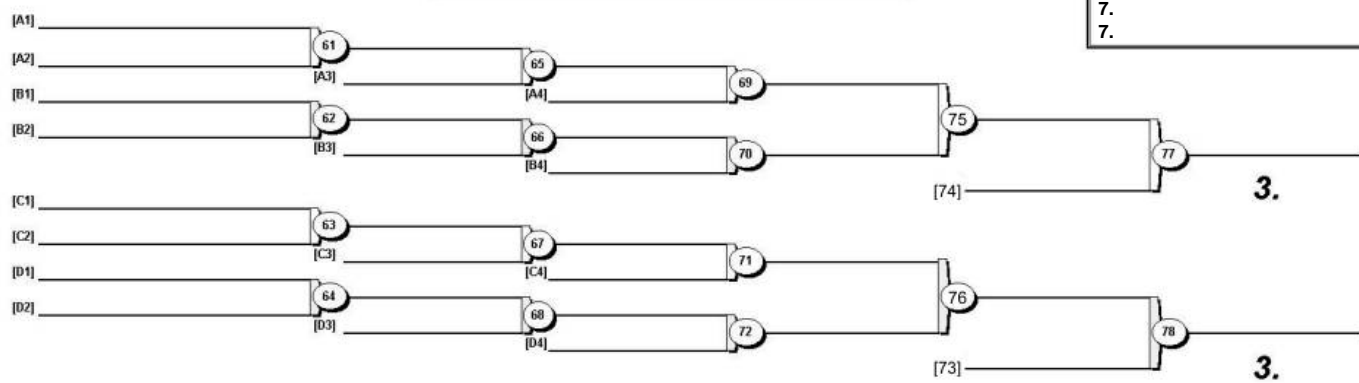 7.
7.
[A1]
61
[A2]
[A3]
65
[A4]
69
[B1]
62
[B2]
[B3]
66
[B4]
70
75
77
[74]
3.
[C1]
63
[C2]
[C3]
67
[C4]
71
[D1]
64
[D2]
[D3]
68
[D4]
72
76
78
[73]
3.